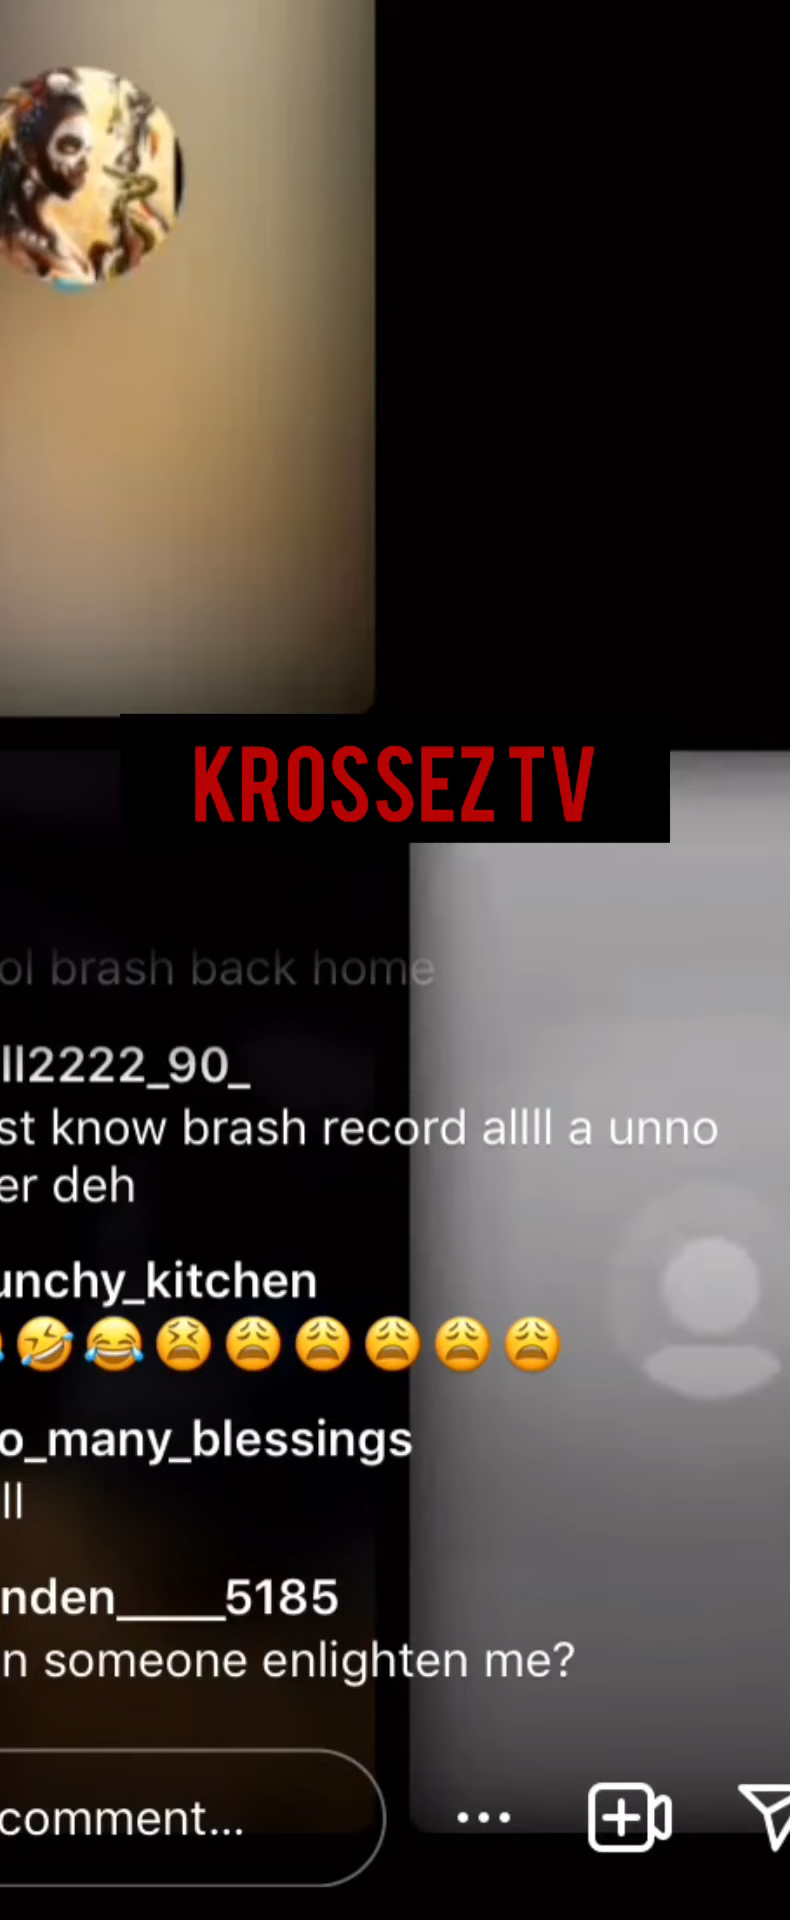 KROSSEZ TV
ol brash back home
ll2222_90_
st know brash record allll a unno
er deh
unchy_kitchen
🤣😂😫😩😩😩😩😩
o_many_blessings
ll
nden_____5185
n someone enlighten me?
comment...